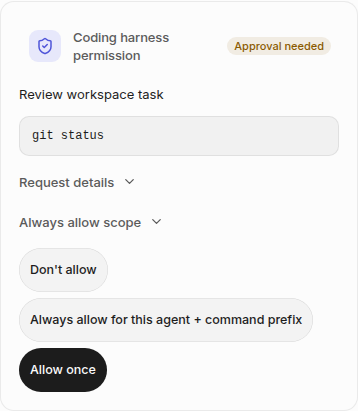 Coding harness
permission
Approval needed
Review workspace task
git status
Request details
Always allow scope
Don't allow
Always allow for this agent + command prefix
Allow once